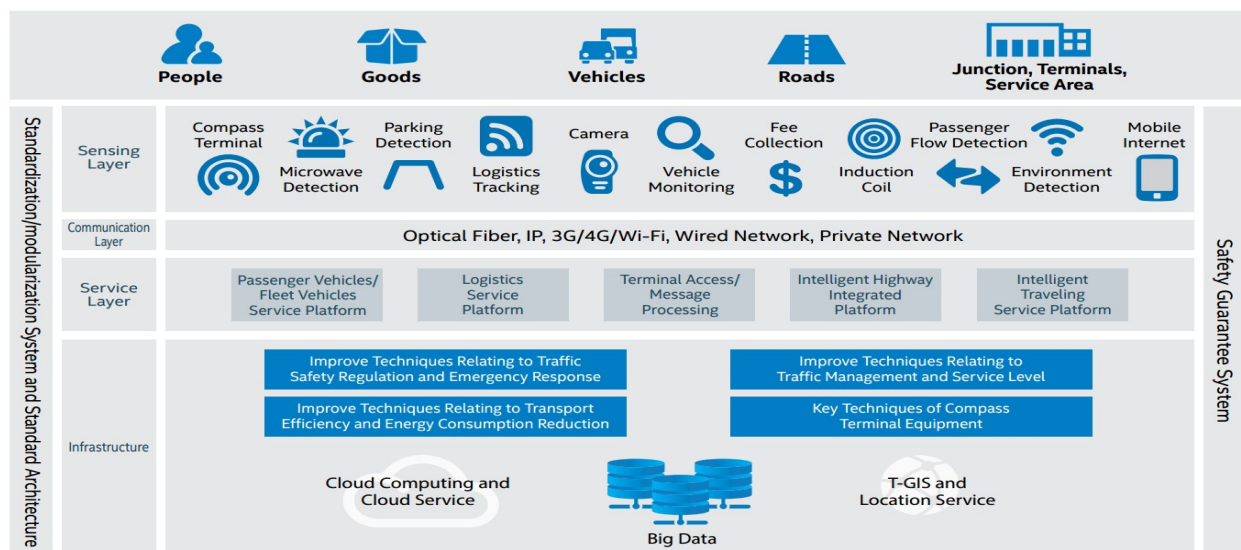 People
Goods
Vehicles
Roads
Junction, Terminals,
Service Area
Standardization/modularization System and Standard Architecture
Sensing
Layer
Compass
Terminal
Microwave
Detection
Parking
Detection
Logistics
Tracking
Camera
Vehicle
Monitoring
Fee
Collection
$
Induction
Coil
Passenger
Flow Detection
Environment
Detection
Mobile
Internet
Communication
Layer
Optical Fiber, IP, 3G/4G/Wi-Fi, Wired Network, Private Network
Service
Layer
Passenger Vehicles/
Fleet Vehicles
Service Platform
Logistics
Service
Platform
Terminal Access/
Message
Processing
Intelligent Highway
Integrated
Platform
Intelligent
Traveling
Service Platform
Infrastructure
Improve Techniques Relating to Traffic
Safety Regulation and Emergency Response
Improve Techniques Relating to
Traffic Management and Service Level
Improve Techniques Relating to Transport
Efficiency and Energy Consumption Reduction
Key Techniques of Compass
Terminal Equipment
Cloud Computing and
Cloud Service
Big Data
T-GIS and
Location Service
Safety Guarantee System